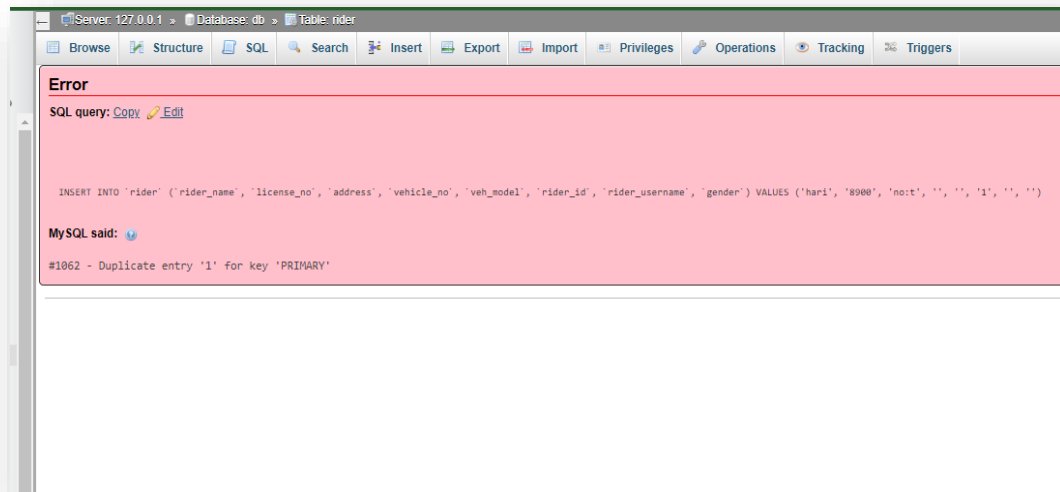 ← Server: 127.0.0.1 » Database: db » Table: rider
Browse Structure SQL Search Insert Export Import Privileges Operations Tracking Triggers
Error
SQL query: Copy Edit
INSERT INTO `rider` (`rider_name`, `license_no`, `address`, `vehicle_no`, `veh_model`, `rider_id`, `rider_username`, `gender`) VALUES ('hari', '8900', 'no:t', '', '', '1', '', '')
MySQL said:
#1062 - Duplicate entry '1' for key 'PRIMARY'